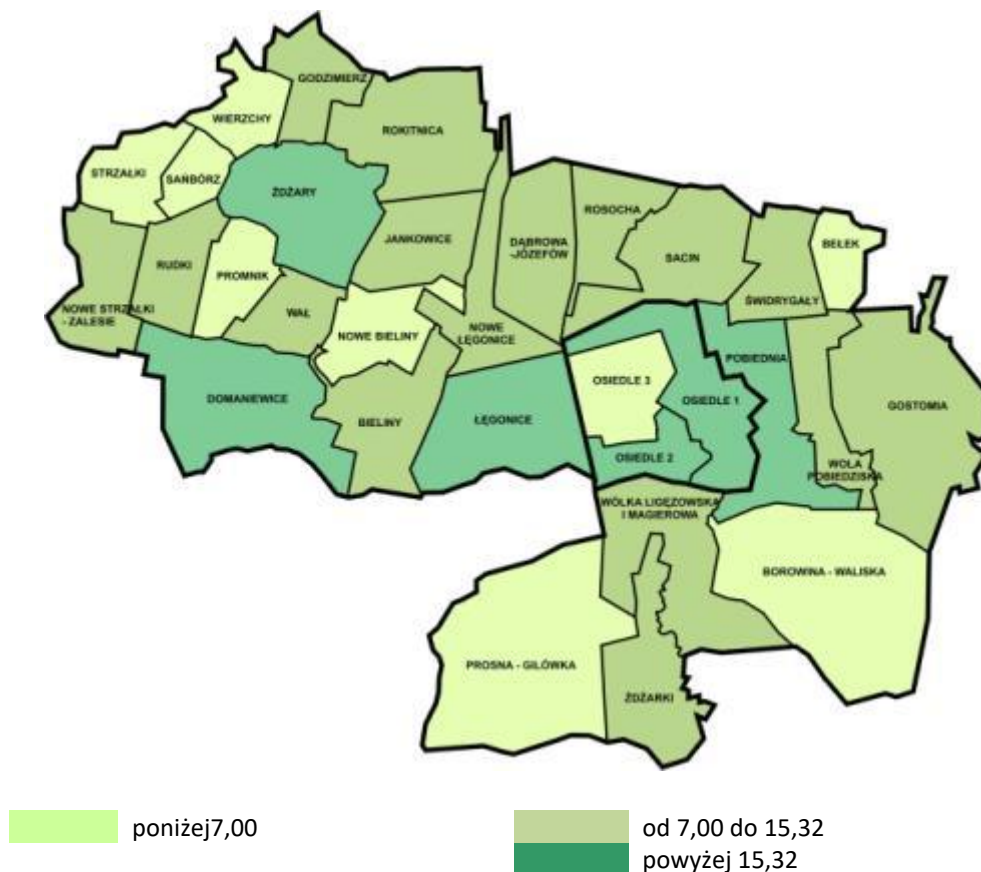 GODZIMIERZ
WIERZCHY
ROKITNICA
STRZAŁKI
SAŃBÓRZ
ŻDŻARY
ROSOCHA
JANKOWICE
DĄBROWA
-JÓZEFÓW
BEŁEK
SACIN
RUDKI
PROMNIK
ŚWIDRYGAŁY
NOWE STRZAŁKI
- ZALESIE
WAŁ
NOWE BIELINY
NOWE
ŁĘGONICE
POBIEDNIA
OSIEDLE 3
DOMANIEWICE
OSIEDLE 1
GOSTOMIA
BIELINY
ŁĘGONICE
OSIEDLE 2
WOLA
POBIEDZISKA
WÓLKA LIGĘZOWSKA
I MAGIEROWA
BOROWINA - WALISKA
PROSNA - GILÓWKA
ŻDŻARKI
poniżej7,00
od 7,00 do 15,32
powyżej 15,32